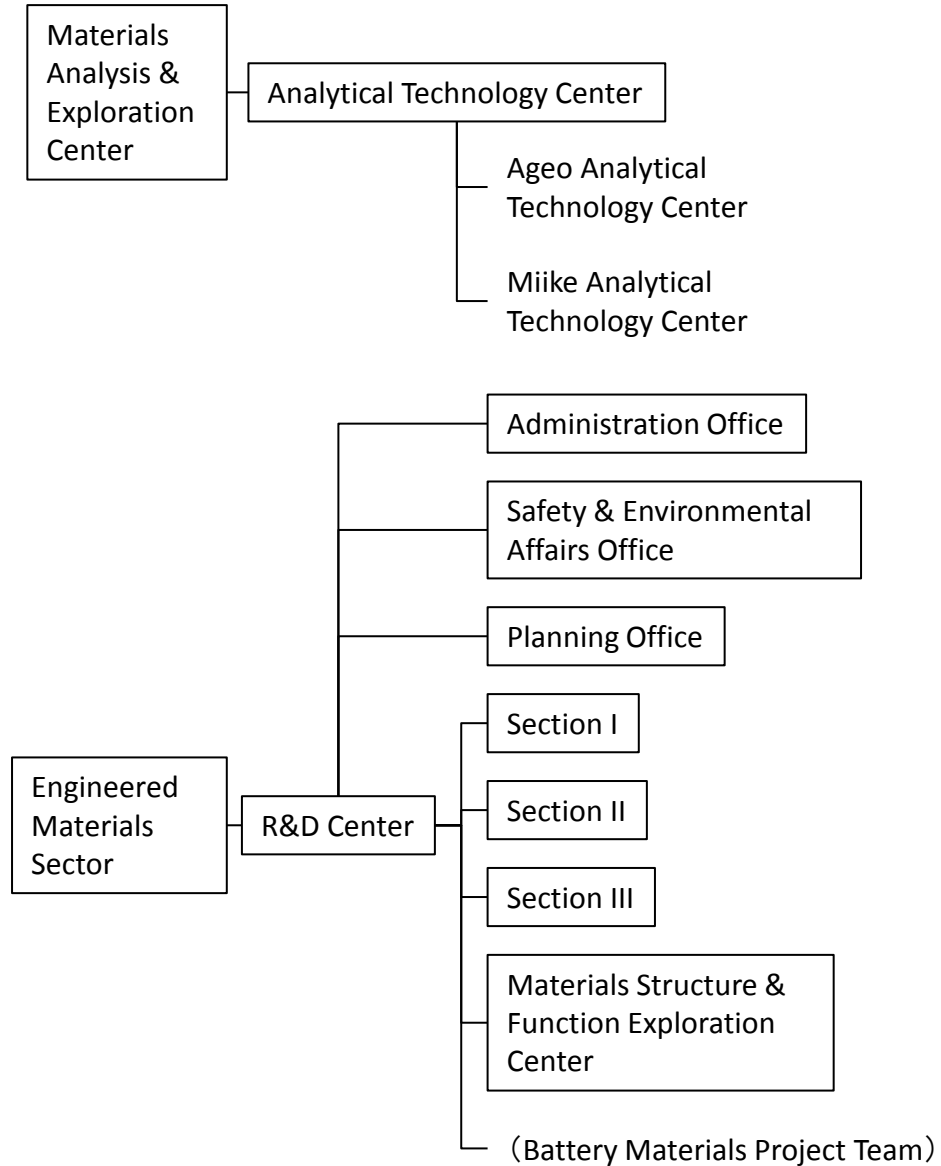 Materials
Analysis &
Exploration
Center
Analytical Technology Center
Ageo Analytical
Technology Center
Miike Analytical
Technology Center
Administration Office
Safety & Environmental
Affairs Office
Planning Office
Section I
Engineered
Materials
Sector
R&D Center
Section II
Section III
Materials Structure &
Function Exploration
Center
（Battery Materials Project Team）